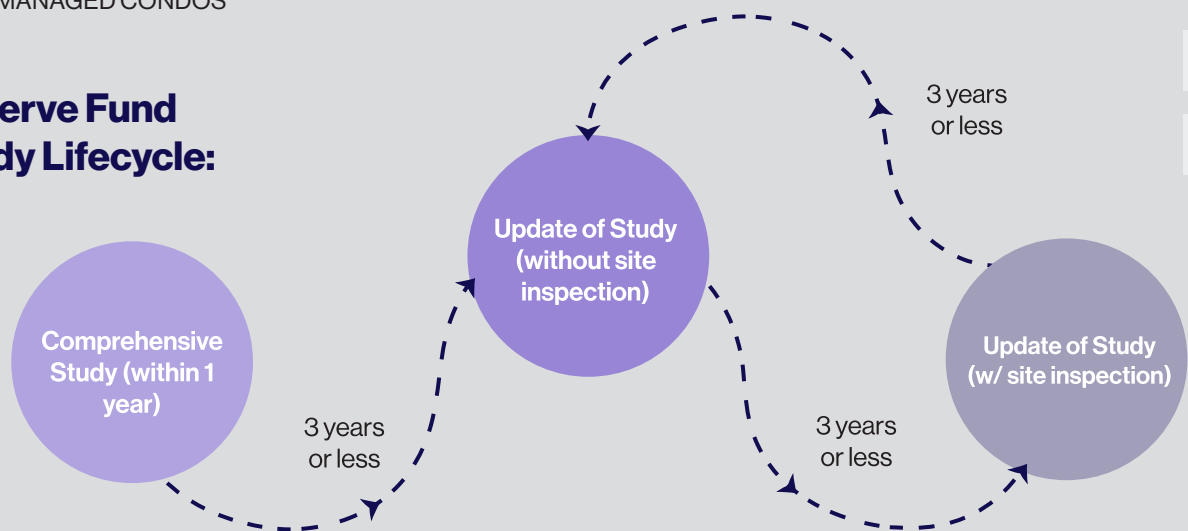 MANAGED CONDOS
erve Fund
dy Lifecycle:
3 years
or less
Update of Study
(without site
inspection)
Comprehensive
Study (within 1
year)
Update of Study
(w/ site inspection)
3 years
or less
3 years
or less